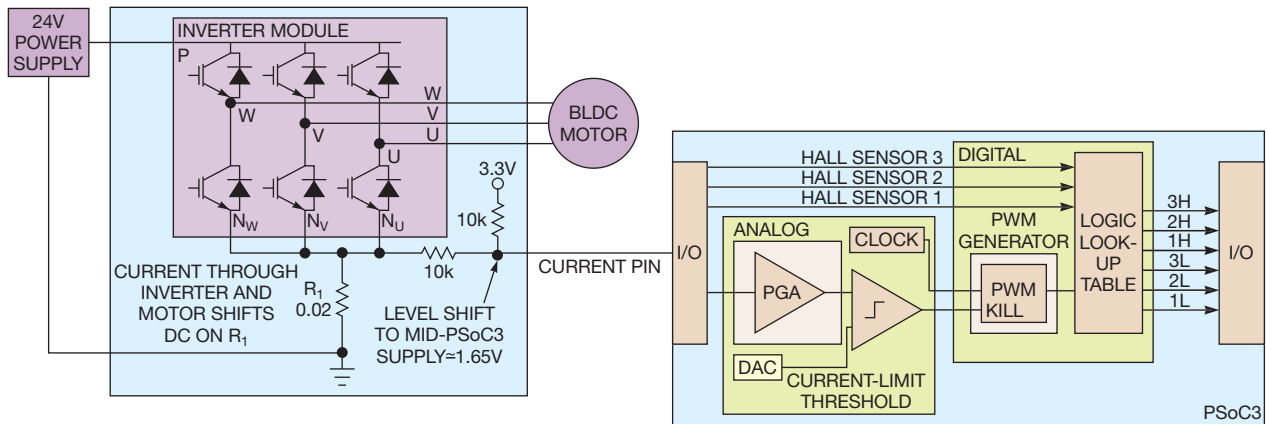 24V
POWER
SUPPLY
INVERTER MODULE
P
W
V
U
W
V
U
BLDC
MOTOR
NW
NV
NU
3.3V
10k
10k
CURRENT THROUGH
INVERTER AND
MOTOR SHIFTS
DC ON R1
R1
0.02
LEVEL SHIFT
TO MID-PSoC3
SUPPLY≃1.65V
CURRENT PIN
I/O
HALL SENSOR 3
HALL SENSOR 2
HALL SENSOR 1
ANALOG
PGA
CLOCK
DAC
CURRENT-LIMIT
THRESHOLD
DIGITAL
PWM
GENERATOR
PWM
KILL
LOGIC
LOOK-
UP
TABLE
3H
2H
1H
3L
2L
1L
I/O
PSoC3